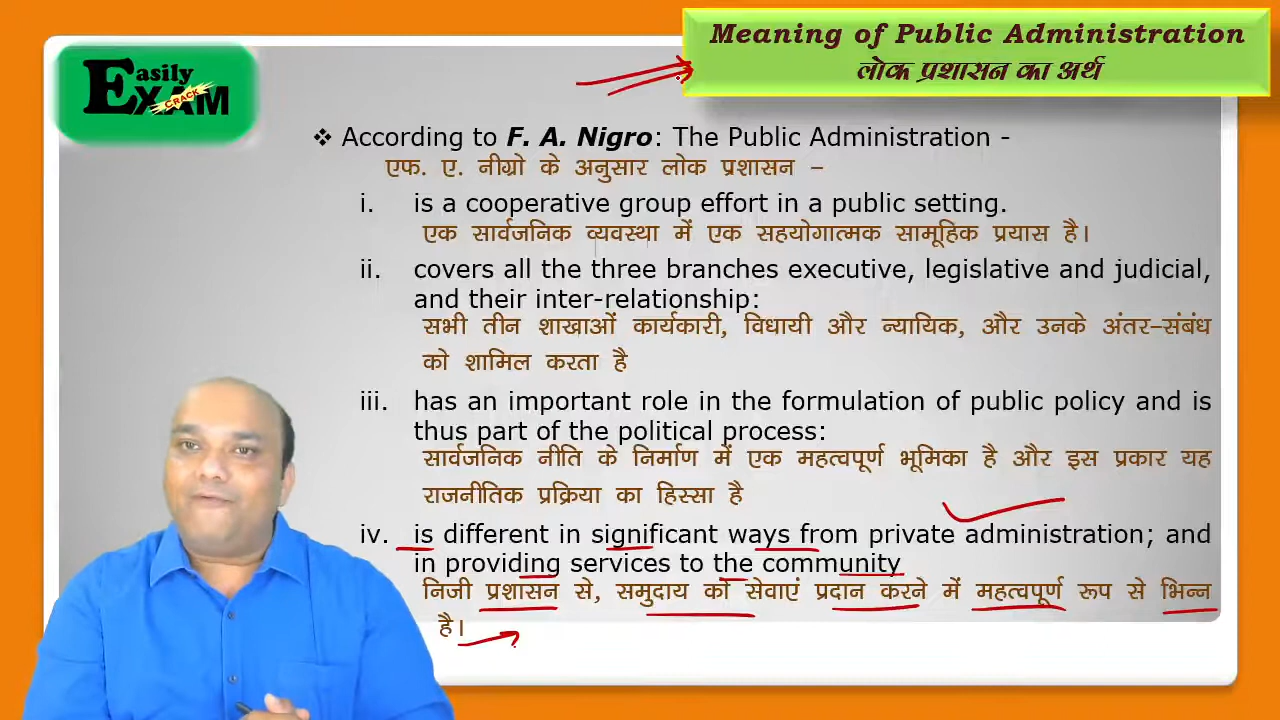 Meaning of Public Administration
लोक प्रशासन का अर्थ
Easily
EXAM
CRACK
❖ According to F. A. Nigro: The Public Administration -
एफ. ए. नीग्रो के अनुसार लोक प्रशासन –
i. is a cooperative group effort in a public setting.
एक सार्वजनिक व्यवस्था में एक सहयोगात्मक सामूहिक प्रयास है।
ii. covers all the three branches executive, legislative and judicial,
and their inter-relationship:
सभी तीन शाखाओं कार्यकारी, विधायी और न्यायिक, और उनके अंतर–संबंध
को शामिल करता है
iii. has an important role in the formulation of public policy and is
thus part of the political process:
सार्वजनिक नीति के निर्माण में एक महत्वपूर्ण भूमिका है और इस प्रकार यह
राजनीतिक प्रक्रिया का हिस्सा है
iv. is different in significant ways from private administration; and
in providing services to the community
निजी प्रशासन से, समुदाय को सेवाएं प्रदान करने में महत्वपूर्ण रूप से भिन्न
है।